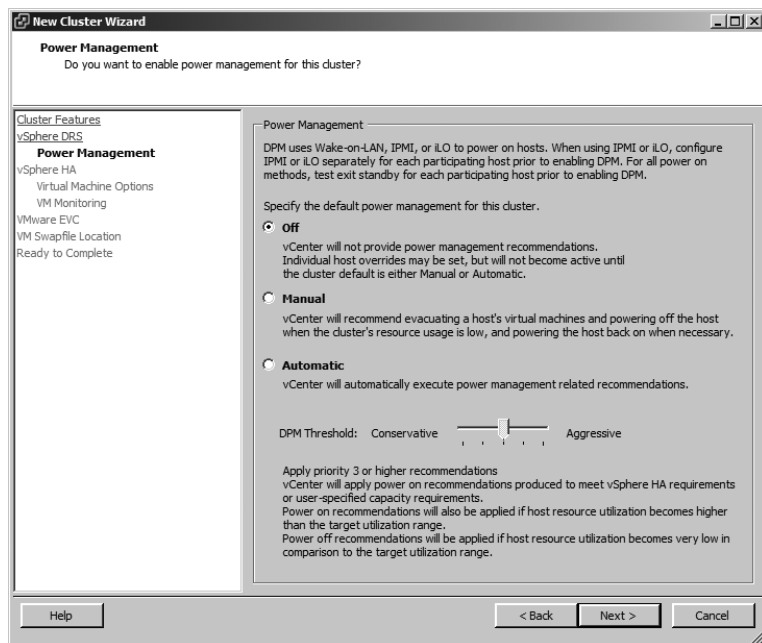 New Cluster Wizard
Power Management
Do you want to enable power management for this cluster?
Cluster Features
vSphere DRS
Power Management
vSphere HA
Virtual Machine Options
VM Monitoring
VMware EVC
VM Swapfile Location
Ready to Complete
Power Management
DPM uses Wake-on-LAN, IPMI, or iLO to power on hosts. When using IPMI or iLO, configure
IPMI or iLO separately for each participating host prior to enabling DPM. For all power on
methods, test exit standby for each participating host prior to enabling DPM.
Specify the default power management for this cluster.
Off
vCenter will not provide power management recommendations.
Individual host overrides may be set, but will not become active until
the cluster default is either Manual or Automatic.
Manual
vCenter will recommend evacuating a host's virtual machines and powering off the host
when the cluster's resource usage is low, and powering the host back on when necessary.
Automatic
vCenter will automatically execute power management related recommendations.
DPM Threshold: Conservative Aggressive
Apply priority 3 or higher recommendations
vCenter will apply power on recommendations produced to meet vSphere HA requirements
or user-specified capacity requirements.
Power on recommendations will also be applied if host resource utilization becomes higher
than the target utilization range.
Power off recommendations will be applied if host resource utilization becomes very low in
comparison to the target utilization range.
Help < Back Next > Cancel